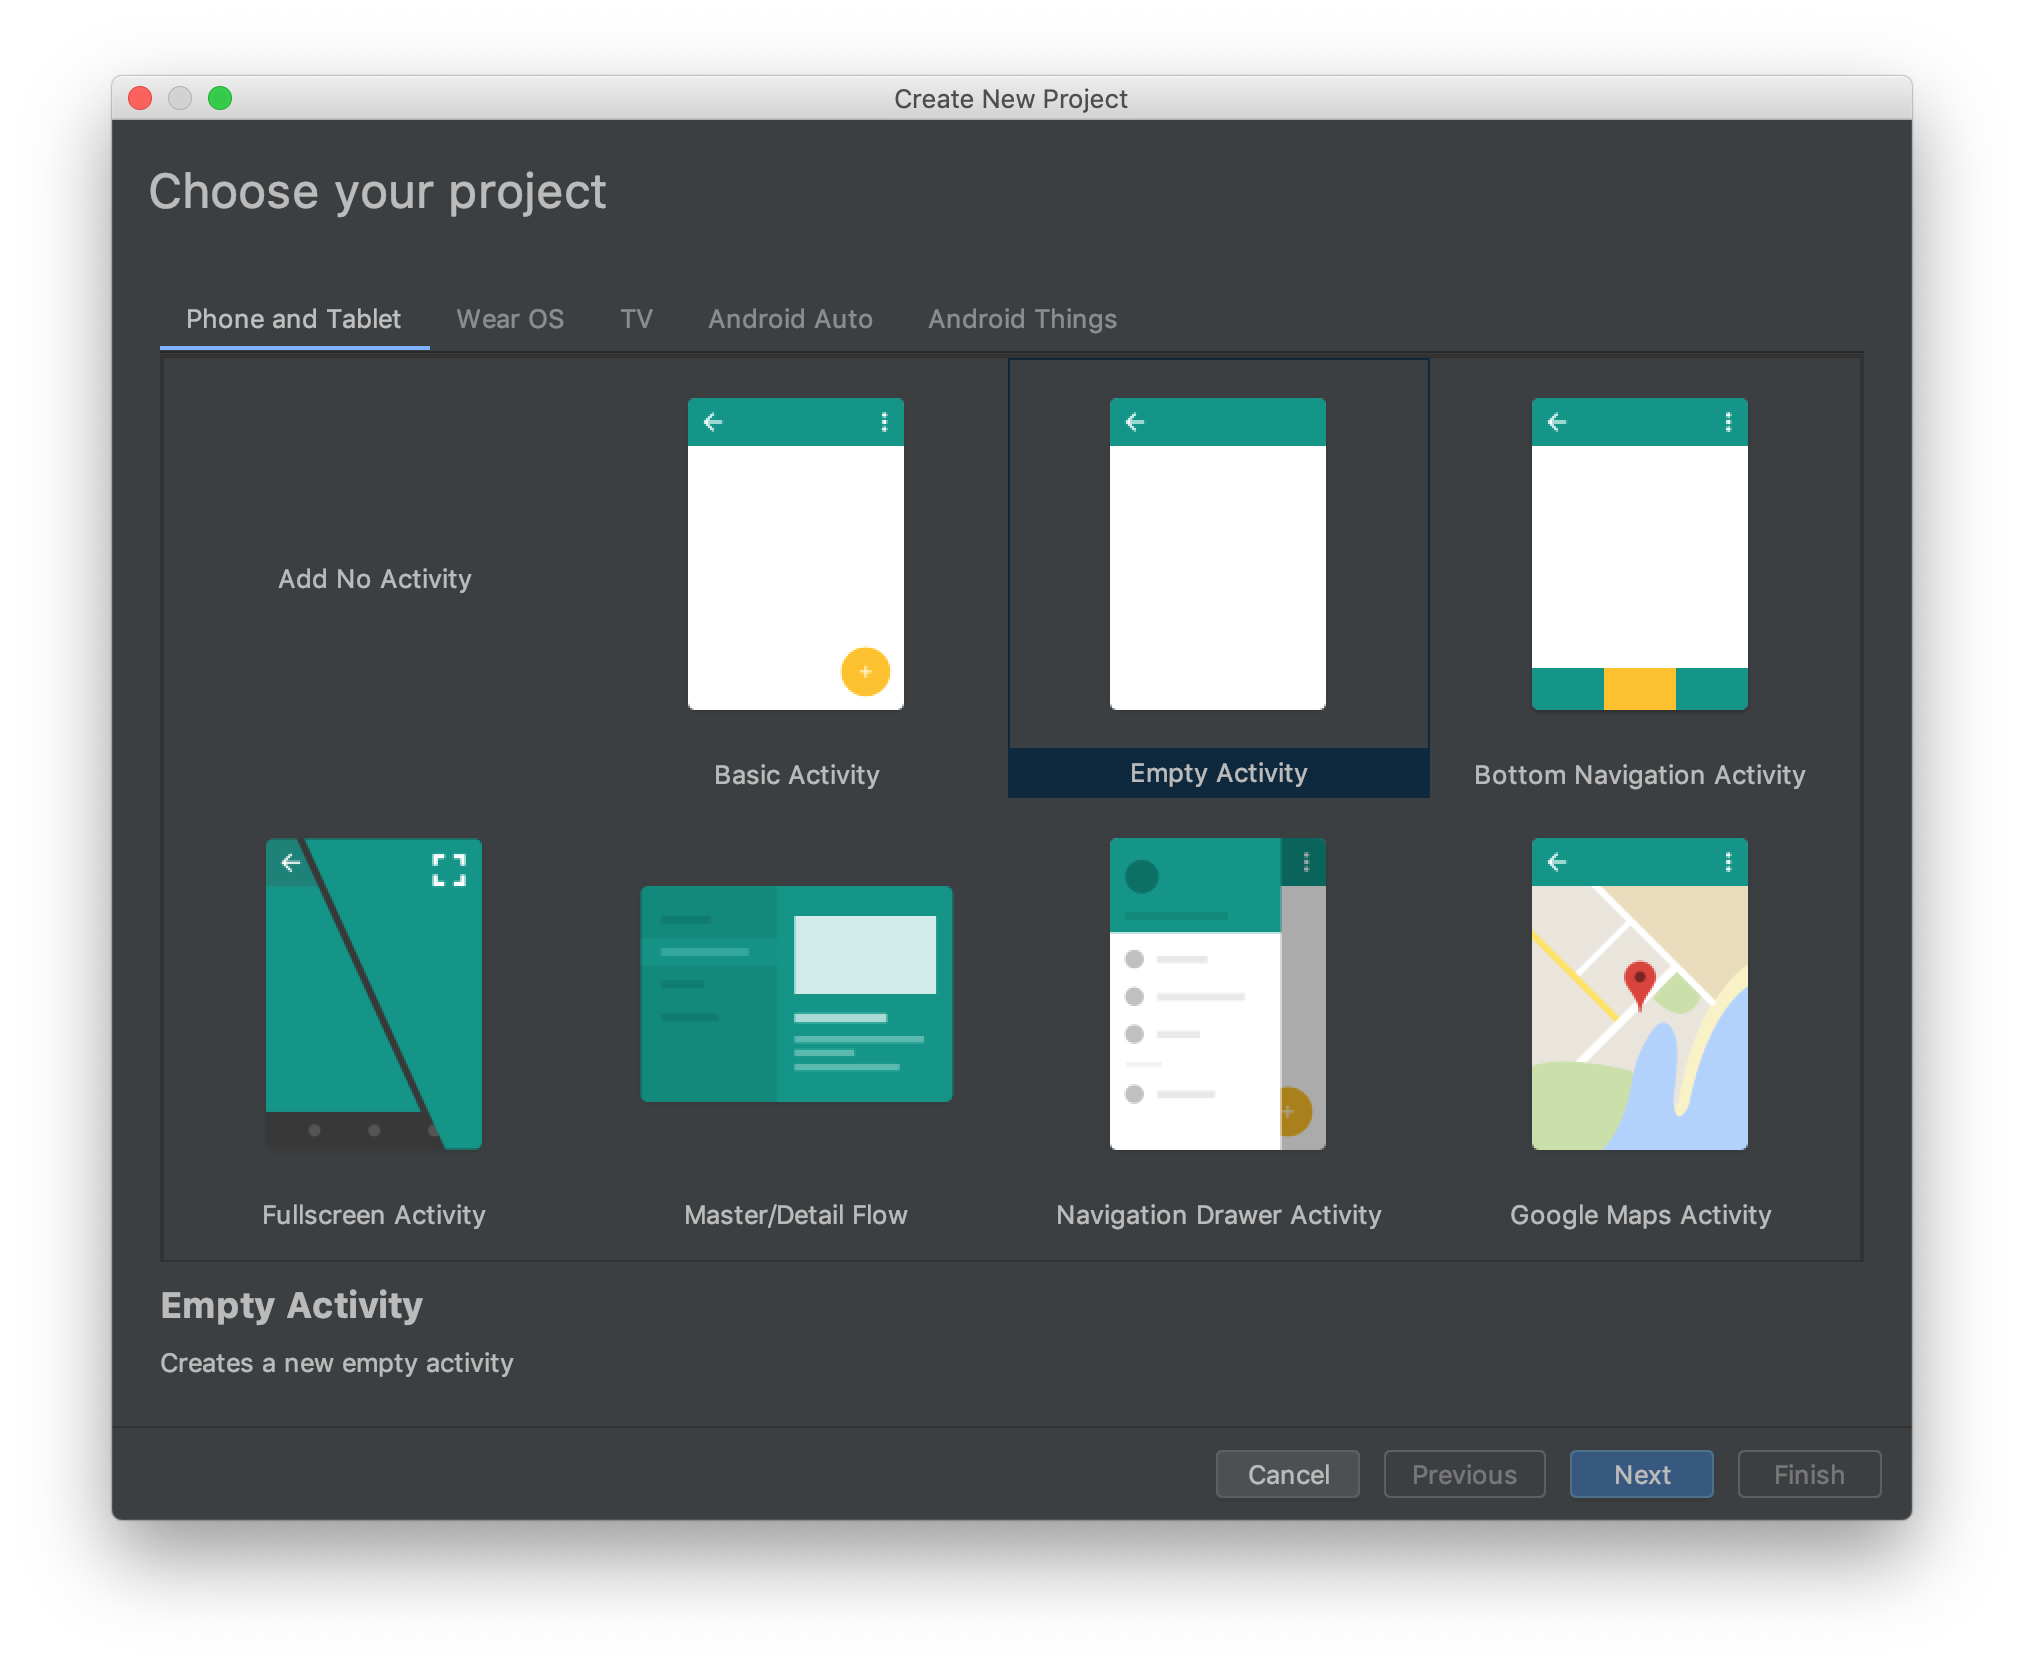 Create New Project
Choose your project
Phone and Tablet
Wear OS
TV
Android Auto
Android Things
Add No Activity
Basic Activity
Empty Activity
Bottom Navigation Activity
Fullscreen Activity
Master/Detail Flow
Navigation Drawer Activity
Google Maps Activity
Empty Activity
Creates a new empty activity
Cancel
Previous
Next
Finish